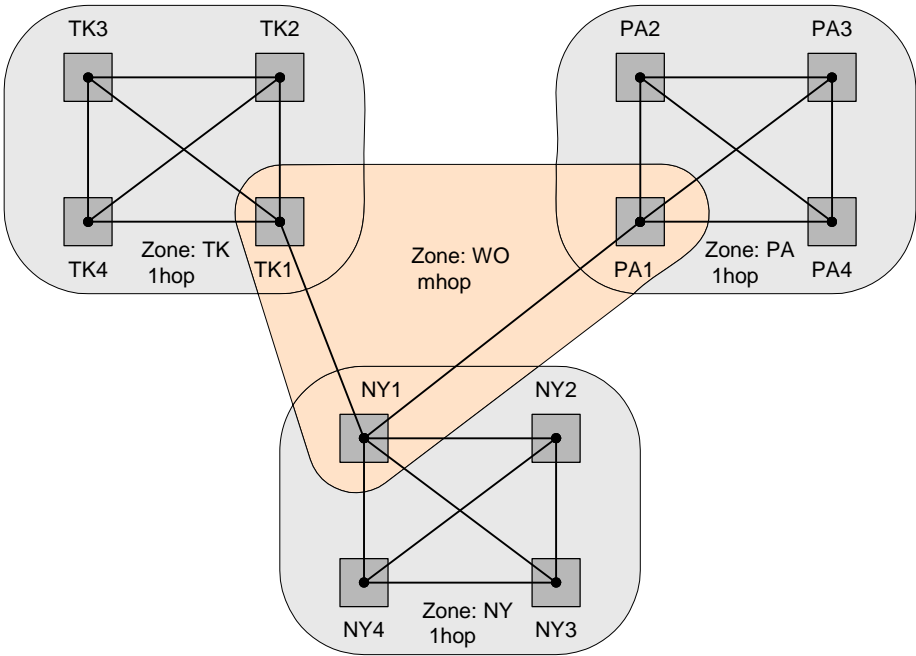 TK3
TK2
PA2
PA3
Zone: TK
1hop
TK4
TK1
Zone: WO
mhop
Zone: PA
1hop
PA1
PA4
NY1
NY2
Zone: NY
1hop
NY4
NY3